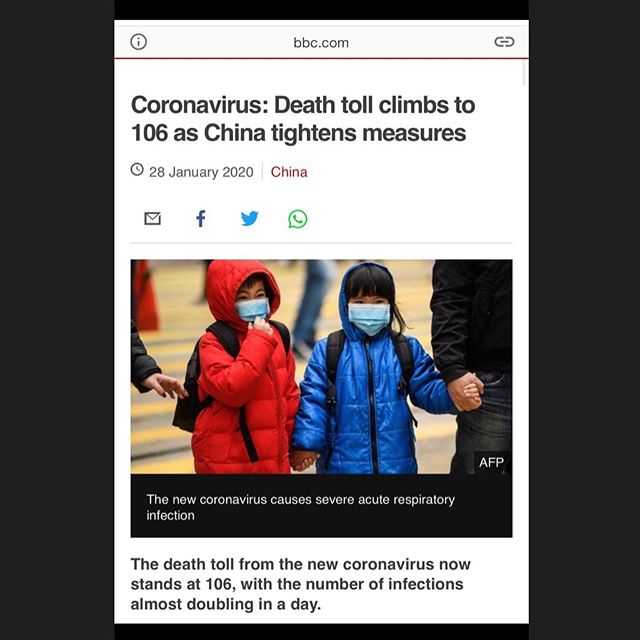 bbc.com
Coronavirus: Death toll climbs to
106 as China tightens measures
28 January 2020 China
AFP
The new coronavirus causes severe acute respiratory
infection
The death toll from the new coronavirus now
stands at 106, with the number of infections
almost doubling in a day.